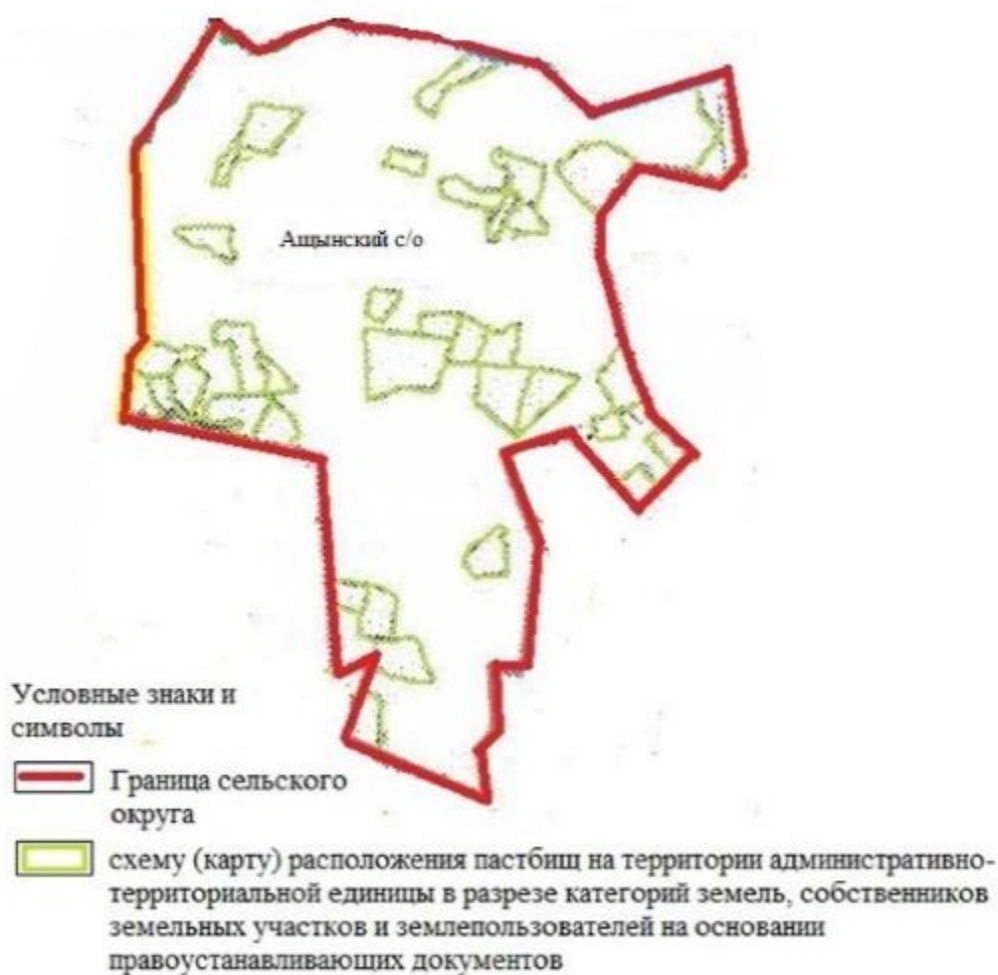 Ащынский с/о
Условные знаки и
символы
Граница сельского
округа
схему (карту) расположения пастбищ на территории административно-
территориальной единицы в разрезе категорий земель, собственников
земельных участков и землепользователей на основании
правоустанавливающих документов